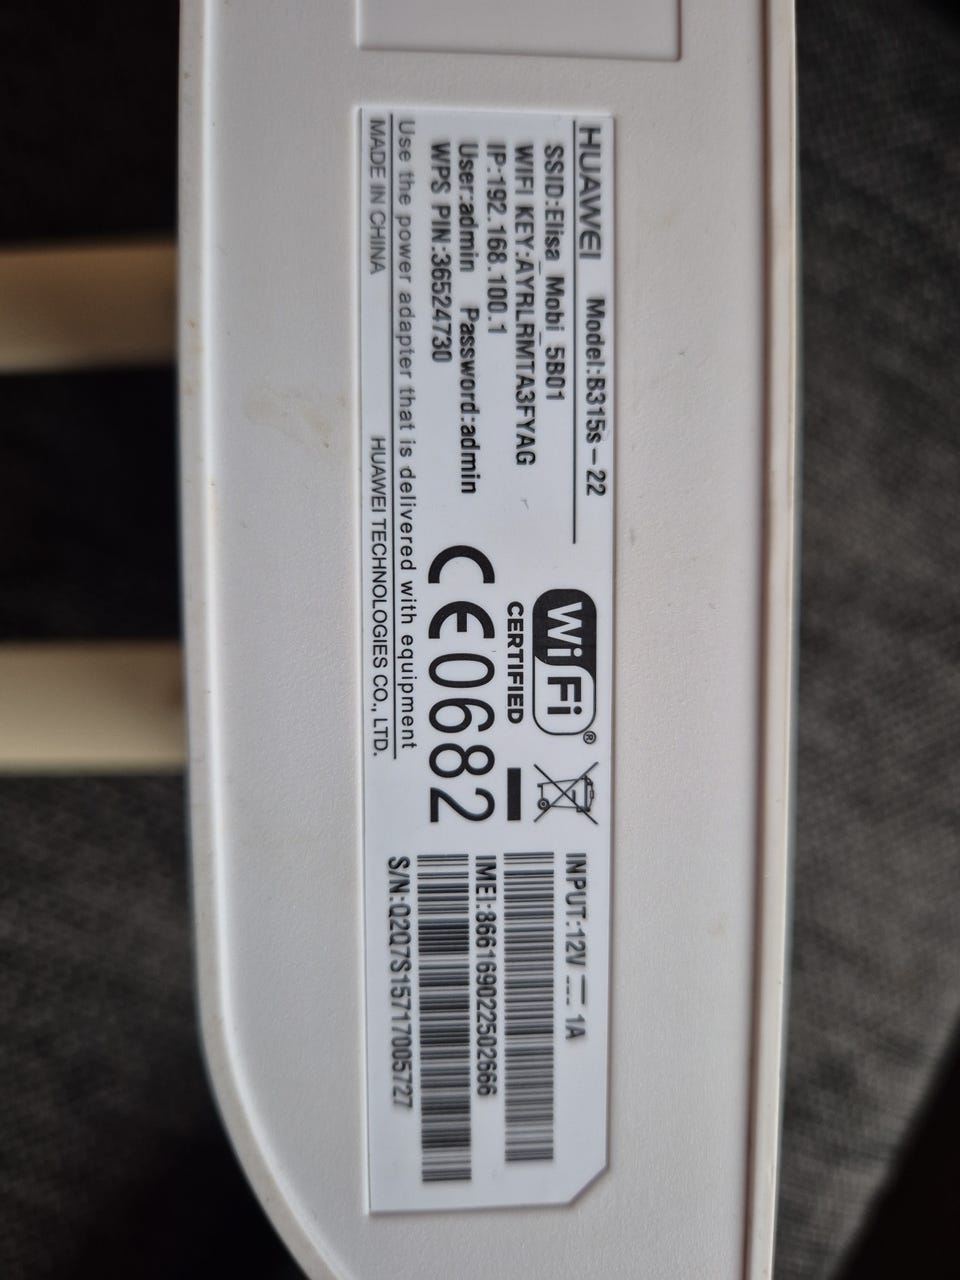 HUAWEI Model:B315s-22
SSID:Elisa_Mobi_5B01
WIFI KEY:AYRLRMTA3FYAG
IP:192.168.100.1
User:admin Password:admin
WPS PIN:36524730
Use the power adapter that is delivered with equipment
MADE IN CHINA HUAWEI TECHNOLOGIES CO., LTD.
Wi Fi®
CERTIFIED
CE0682
INPUT:12V ⎓ 1A
IMEI:866169022502666
S/N:Q2Q7S15717005727